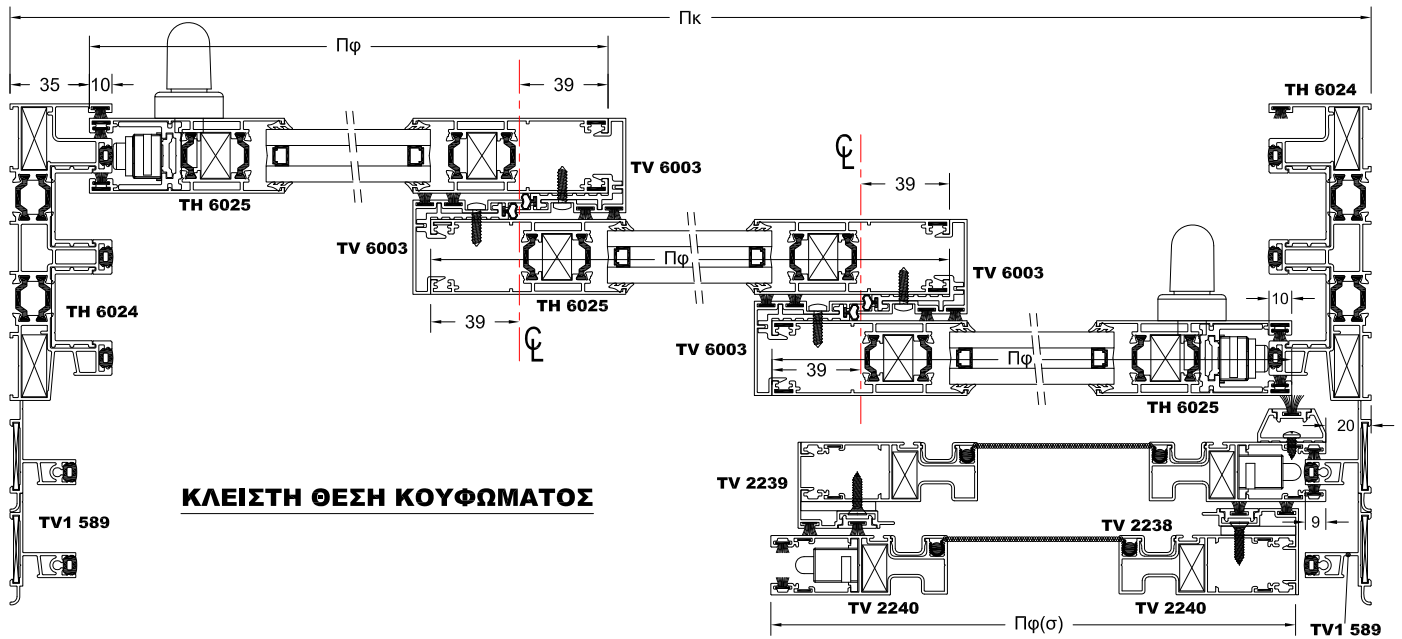 Πκ
Πφ
35
10
39
TH 6024
TV 6003
℄
39
TH 6025
TV 6003
Πφ
TV 6003
TH 6025
10
TH 6024
39
℄
TV 6003
39
Πφ
TH 6025
20
TV 2239
ΚΛΕΙΣΤΗ ΘΕΣΗ ΚΟΥΦΩΜΑΤΟΣ
TV1 589
TV 2238
9
TV 2240
TV 2240
Πφ(σ)
TV1 589